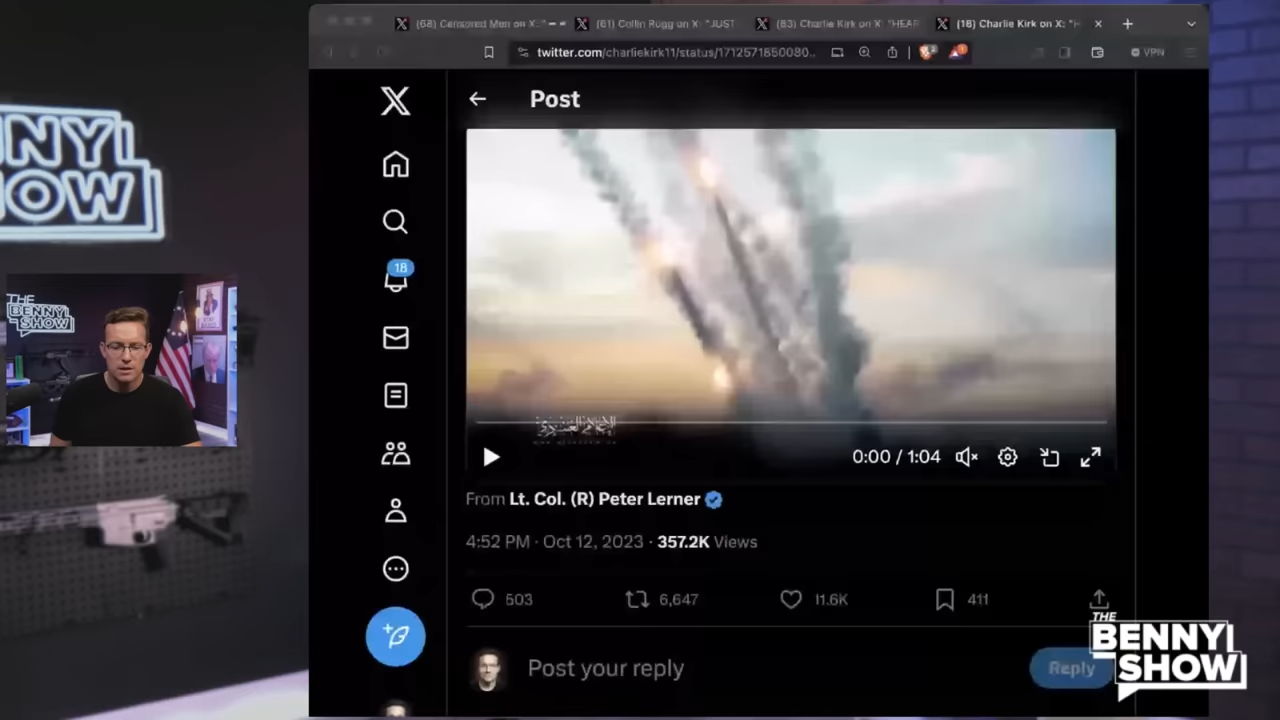 (68) Censored Men on X: "
(61) Collin Rugg on X: "JUST
(83) Charlie Kirk on X: "HEAR
(18) Charlie Kirk on X: "H
twitter.com/charliekirk11/status/1712571850080..
VPN
Post
18
الإعلام العسكري
0:00 / 1:04
From Lt. Col. (R) Peter Lerner
4:52 PM · Oct 12, 2023 · 357.2K Views
503
6,647
11.6K
411
Post your reply
Reply
NNY
OW
THE
BENNY
SHOW
THE
BENNY
SHOW